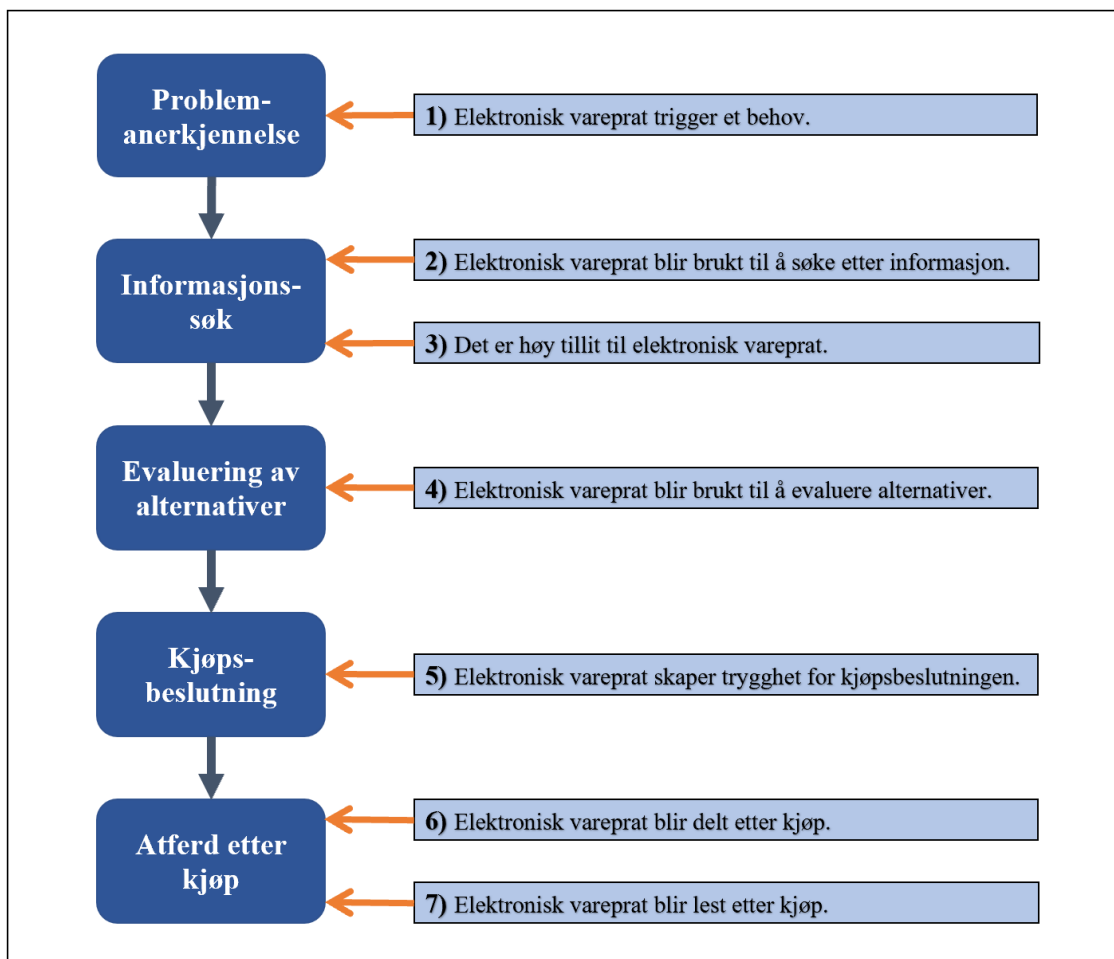 Problem-
anerkjennelse
1) Elektronisk vareprat trigger et behov.
Informasjons-
søk
2) Elektronisk vareprat blir brukt til å søke etter informasjon.
3) Det er høy tillit til elektronisk vareprat.
Evaluering av
alternativer
4) Elektronisk vareprat blir brukt til å evaluere alternativer.
Kjøps-
beslutning
5) Elektronisk vareprat skaper trygghet for kjøpsbeslutningen.
Atferd etter
kjøp
6) Elektronisk vareprat blir delt etter kjøp.
7) Elektronisk vareprat blir lest etter kjøp.